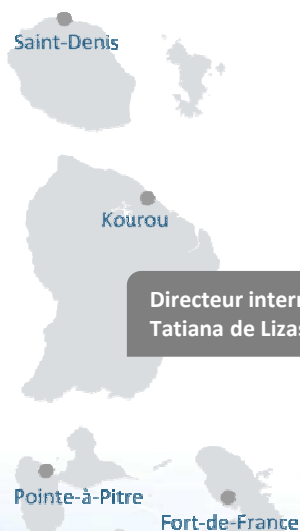 Saint-Denis
Kourou
Directeur intern
Tatiana de Lizas
Pointe-à-Pitre
Fort-de-France